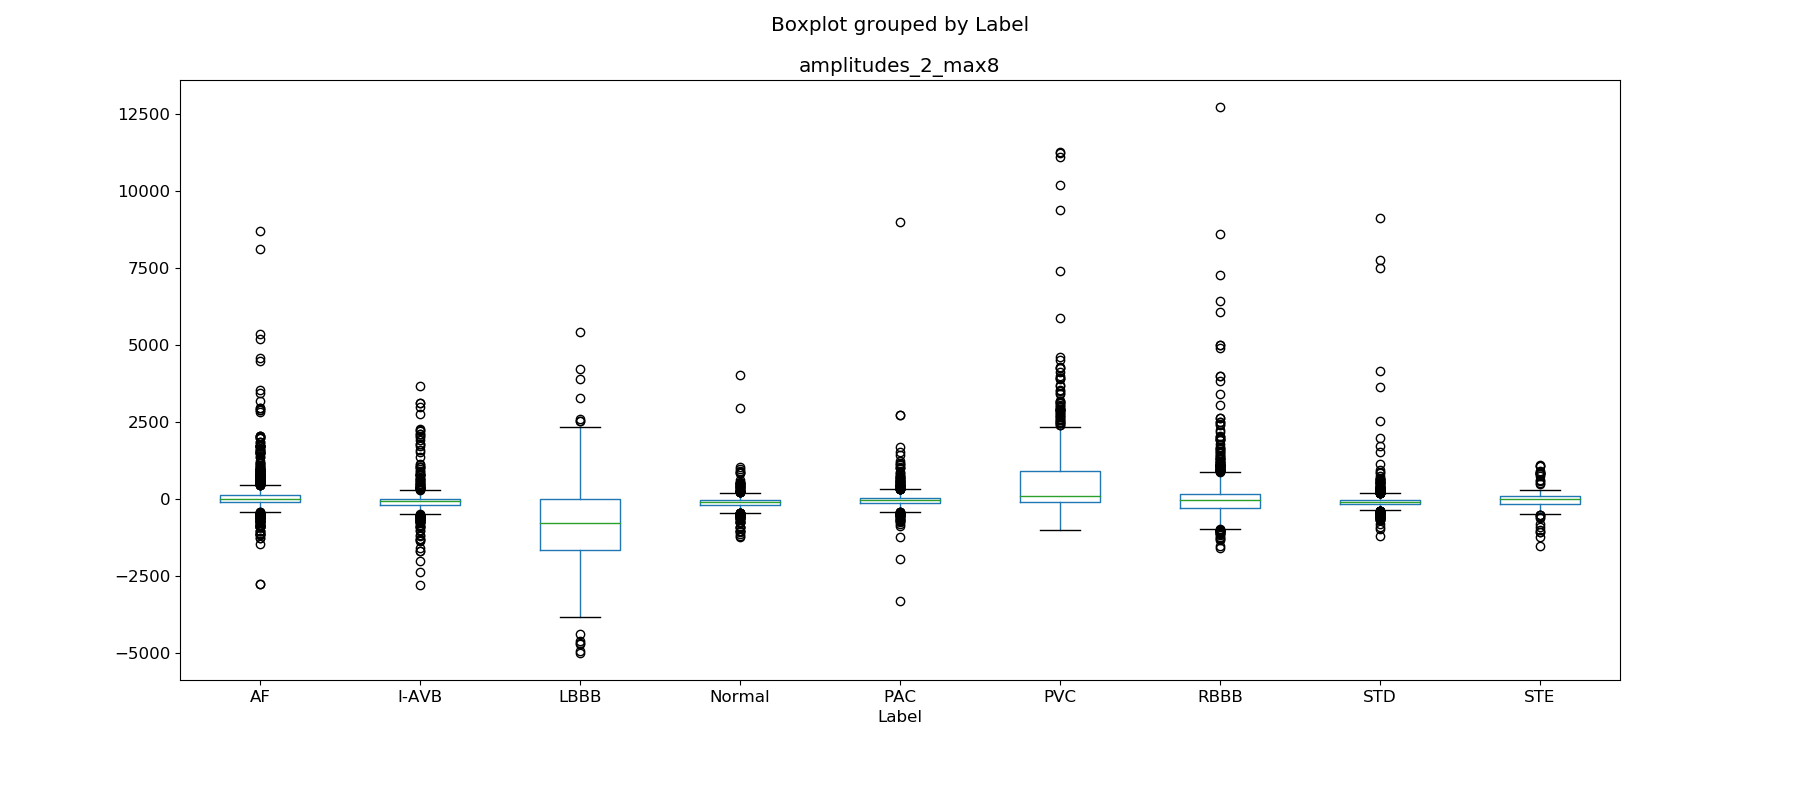 Boxplot grouped by Label
amplitudes_2_max8
12500
10000
7500
5000
2500
0
−2500
−5000
AF I-AVB LBBB Normal PAC PVC RBBB STD STE
Label